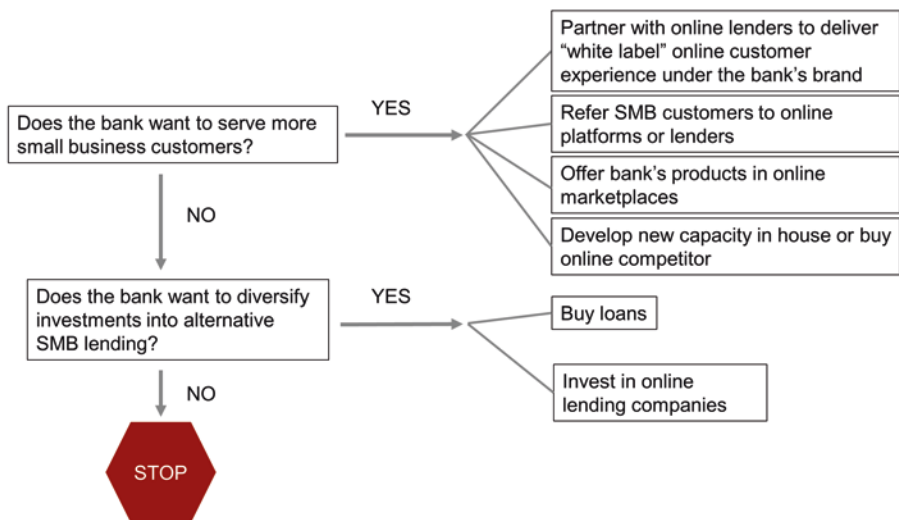 Does the bank want to serve more
small business customers?
YES
Partner with online lenders to deliver
“white label” online customer
experience under the bank’s brand
Refer SMB customers to online
platforms or lenders
Offer bank’s products in online
marketplaces
Develop new capacity in house or buy
online competitor
NO
Does the bank want to diversify
investments into alternative
SMB lending?
YES
Buy loans
Invest in online
lending companies
NO
STOP